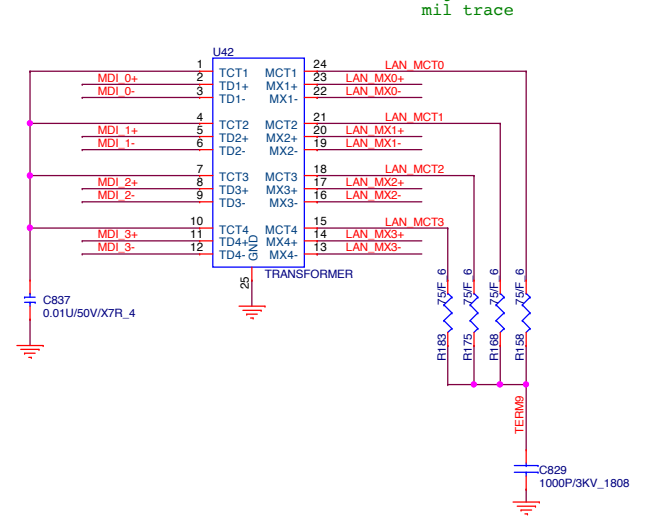 mil trace
U42
1 TCT1 MCT1 24 LAN_MCT0
MDI_0+ 2 TD1+ MX1+ 23 LAN_MX0+
MDI_0- 3 TD1- MX1- 22 LAN_MX0-
4 TCT2 MCT2 21 LAN_MCT1
MDI_1+ 5 TD2+ MX2+ 20 LAN_MX1+
MDI_1- 6 TD2- MX2- 19 LAN_MX1-
7 TCT3 MCT3 18 LAN_MCT2
MDI_2+ 8 TD3+ MX3+ 17 LAN_MX2+
MDI_2- 9 TD3- MX3- 16 LAN_MX2-
10 TCT4 MCT4 15 LAN_MCT3
MDI_3+ 11 TD4+ MX4+ 14 LAN_MX3+
MDI_3- 12 TD4- MX4- 13 LAN_MX3-
GND
25
TRANSFORMER
C837
0.01U/50V/X7R_4
75/F_6 75/F_6 75/F_6 75/F_6
R183 R175 R168 R158
TERM9
C829
1000P/3KV_1808